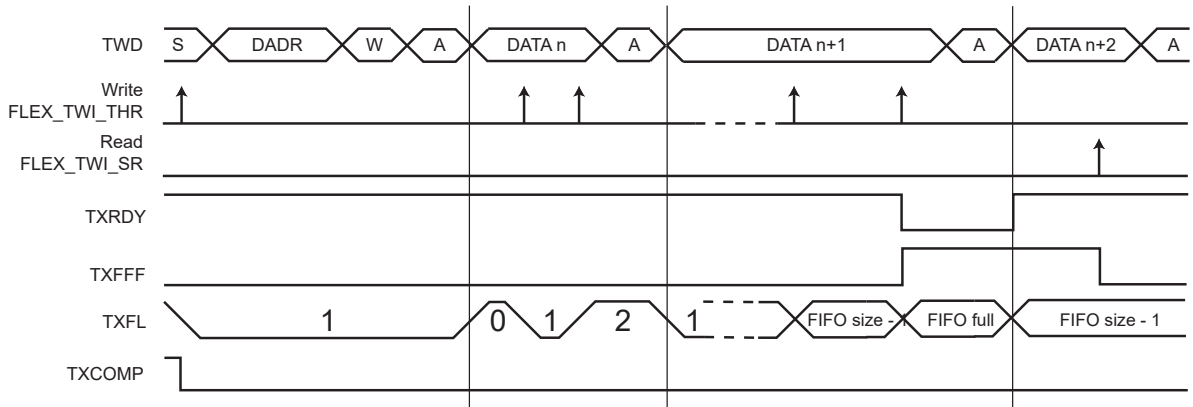 TWD S DADR W A DATA n A DATA n+1 A DATA n+2 A
Write
FLEX_TWI_THR
Read
FLEX_TWI_SR
TXRDY
TXFFF
TXFL 1 0 1 2 1 FIFO size - 1 FIFO full FIFO size - 1
TXCOMP